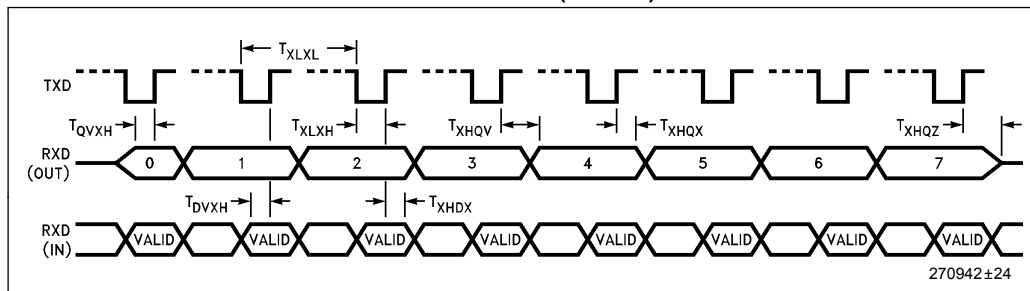 T_XLXL
TXD
T_QVXH T_XLXH T_XHQV T_XHQX T_XHQZ
RXD
(OUT) 0 1 2 3 4 5 6 7
T_DVXH T_XHDX
RXD
(IN) VALID VALID VALID VALID VALID VALID VALID VALID
270942±24